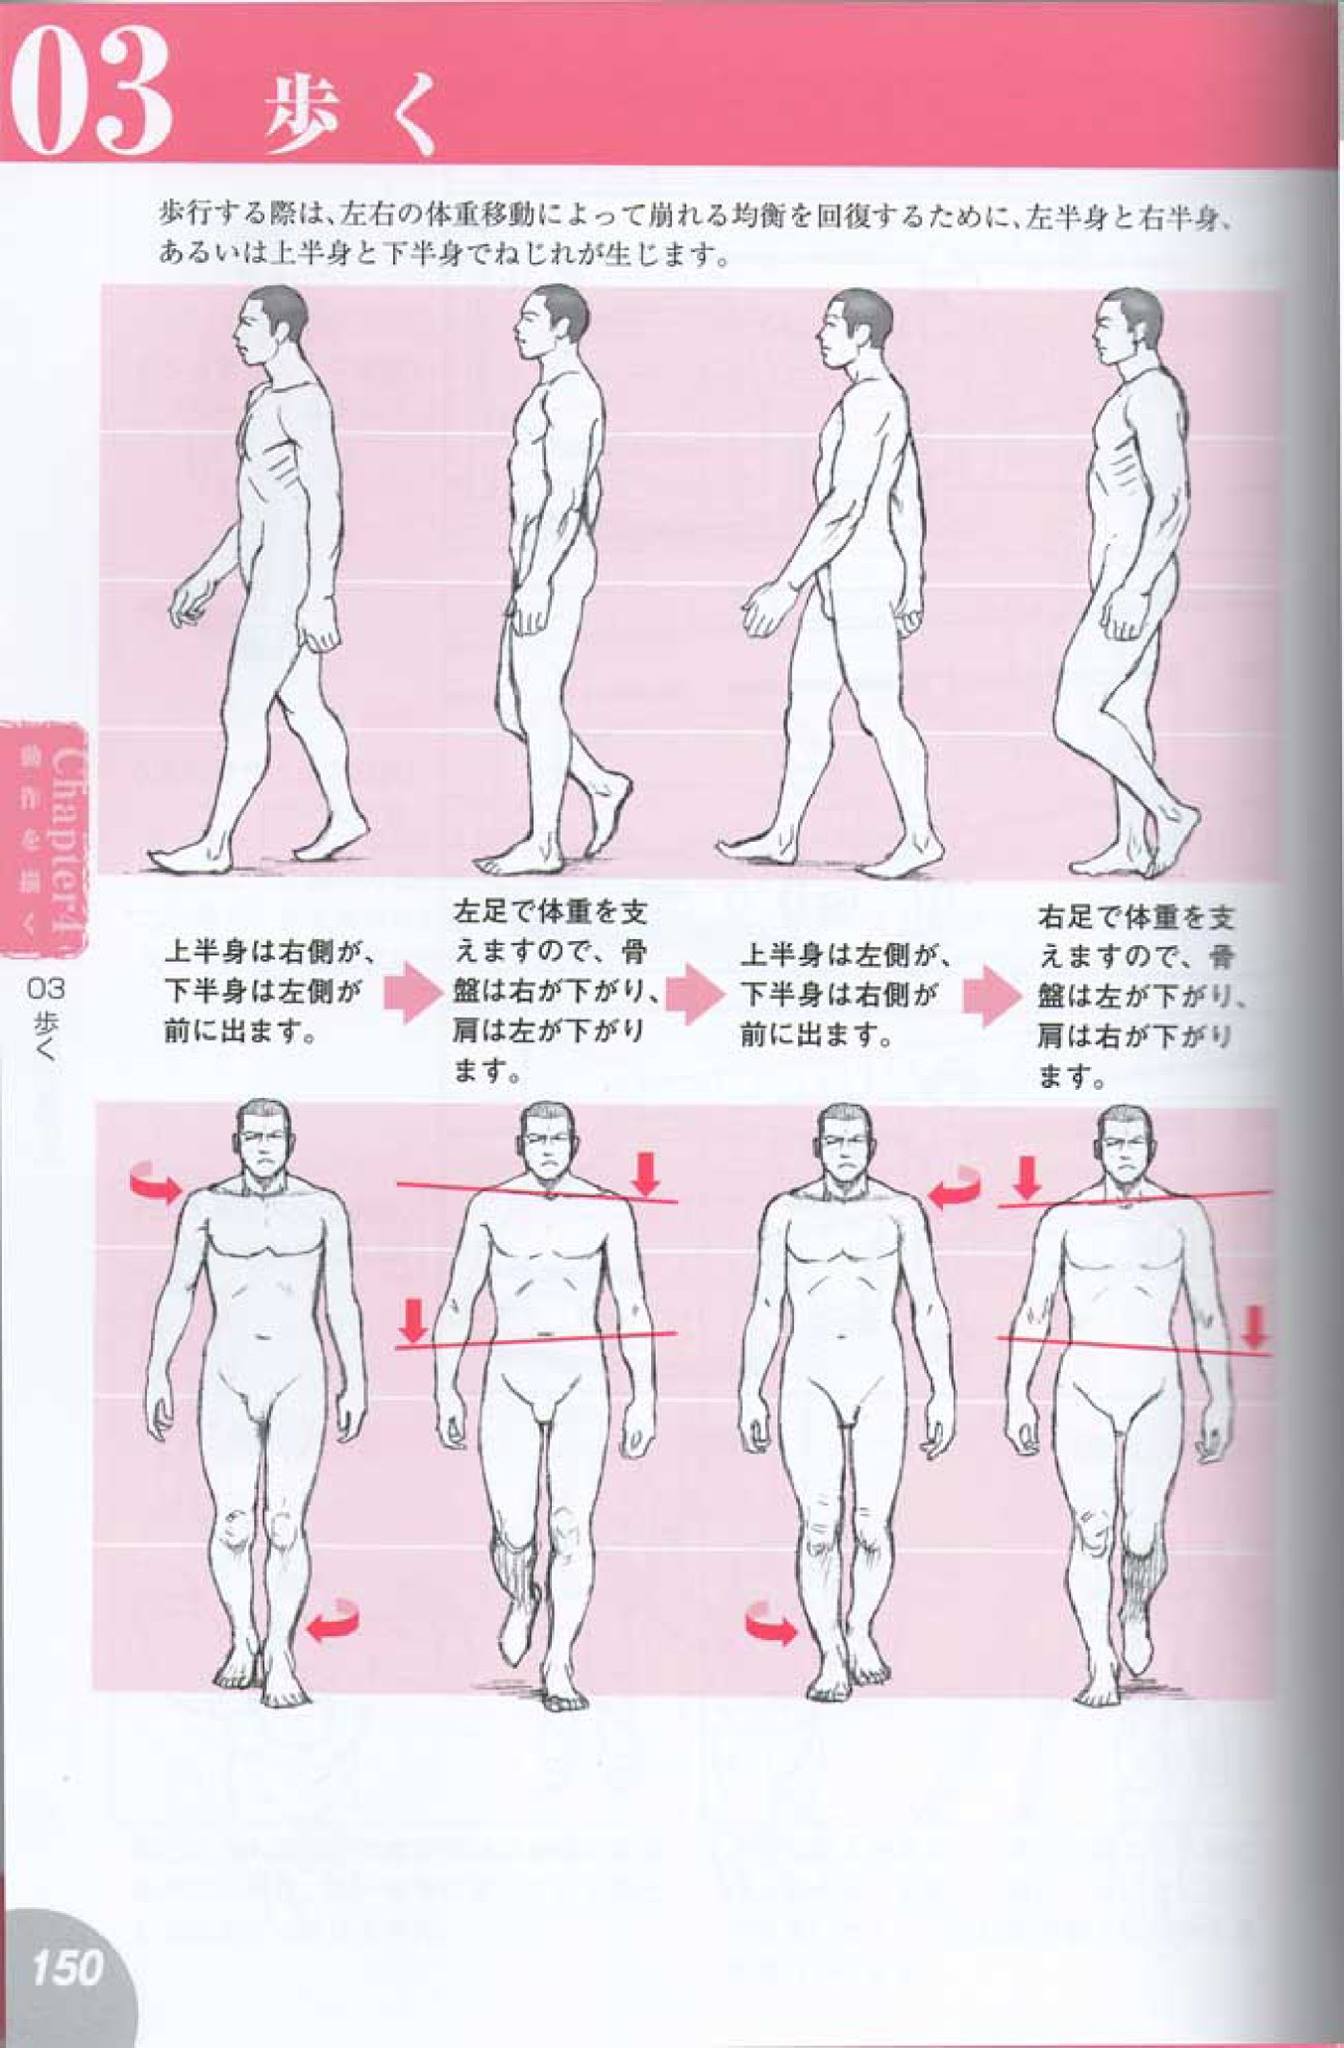 03 歩く
歩行する際は、左右の体重移動によって崩れる均衡を回復するために、左半身と右半身、
あるいは上半身と下半身でねじれが生じます。
上半身は右側が、
下半身は左側が
前に出ます。
左足で体重を支
えますので、骨
盤は右が下がり、
肩は左が下がり
ます。
上半身は左側が、
下半身は右側が
前に出ます。
右足で体重を支
えますので、骨
盤は左が下がり、
肩は右が下がり
ます。
Chapter4
動作を描く
03 歩く
150